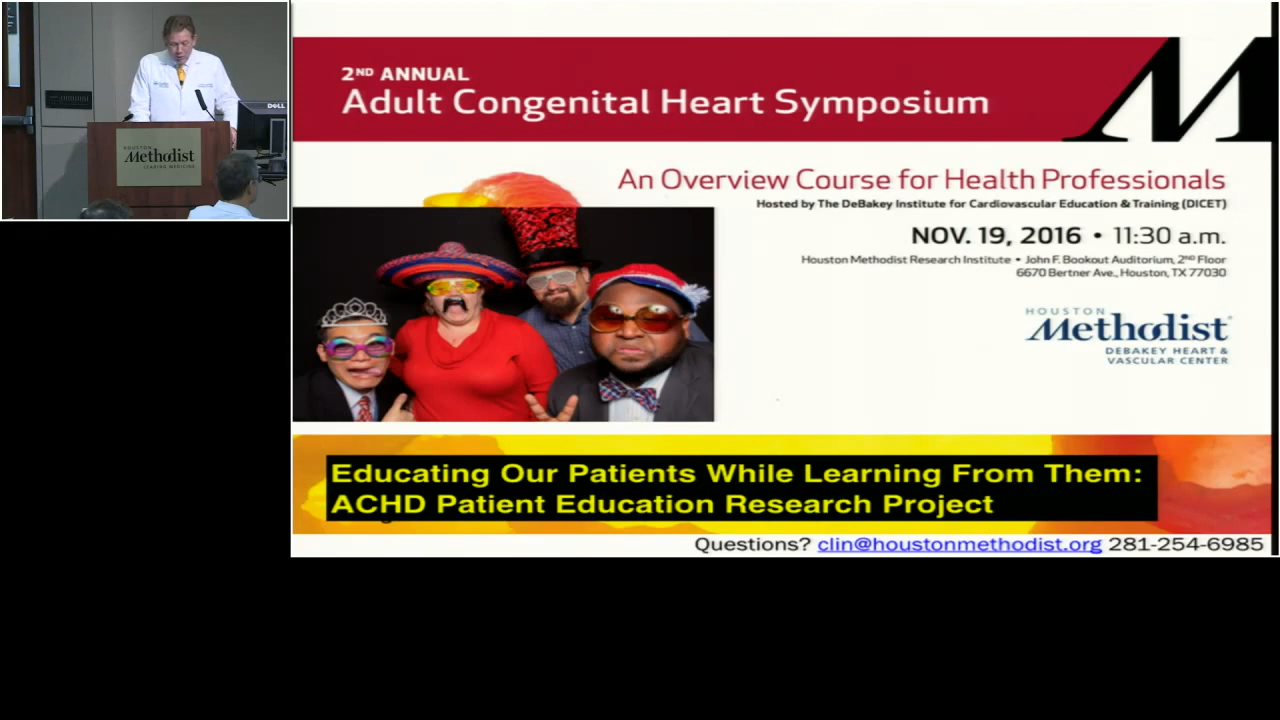 DELL
HOUSTON
Methodist
LEADING MEDICINE
2ND ANNUAL
Adult Congenital Heart Symposium
M
An Overview Course for Health Professionals
Hosted by The DeBakey Institute for Cardiovascular Education & Training (DICET)
NOV. 19, 2016 • 11:30 a.m.
Houston Methodist Research Institute • John F. Bookout Auditorium, 2ND Floor
6670 Bertner Ave., Houston, TX 77030
HOUSTON
Methodist
DEBAKEY HEART &
VASCULAR CENTER
Educating Our Patients While Learning From Them:
ACHD Patient Education Research Project
Questions? clin@houstonmethodist.org 281-254-6985